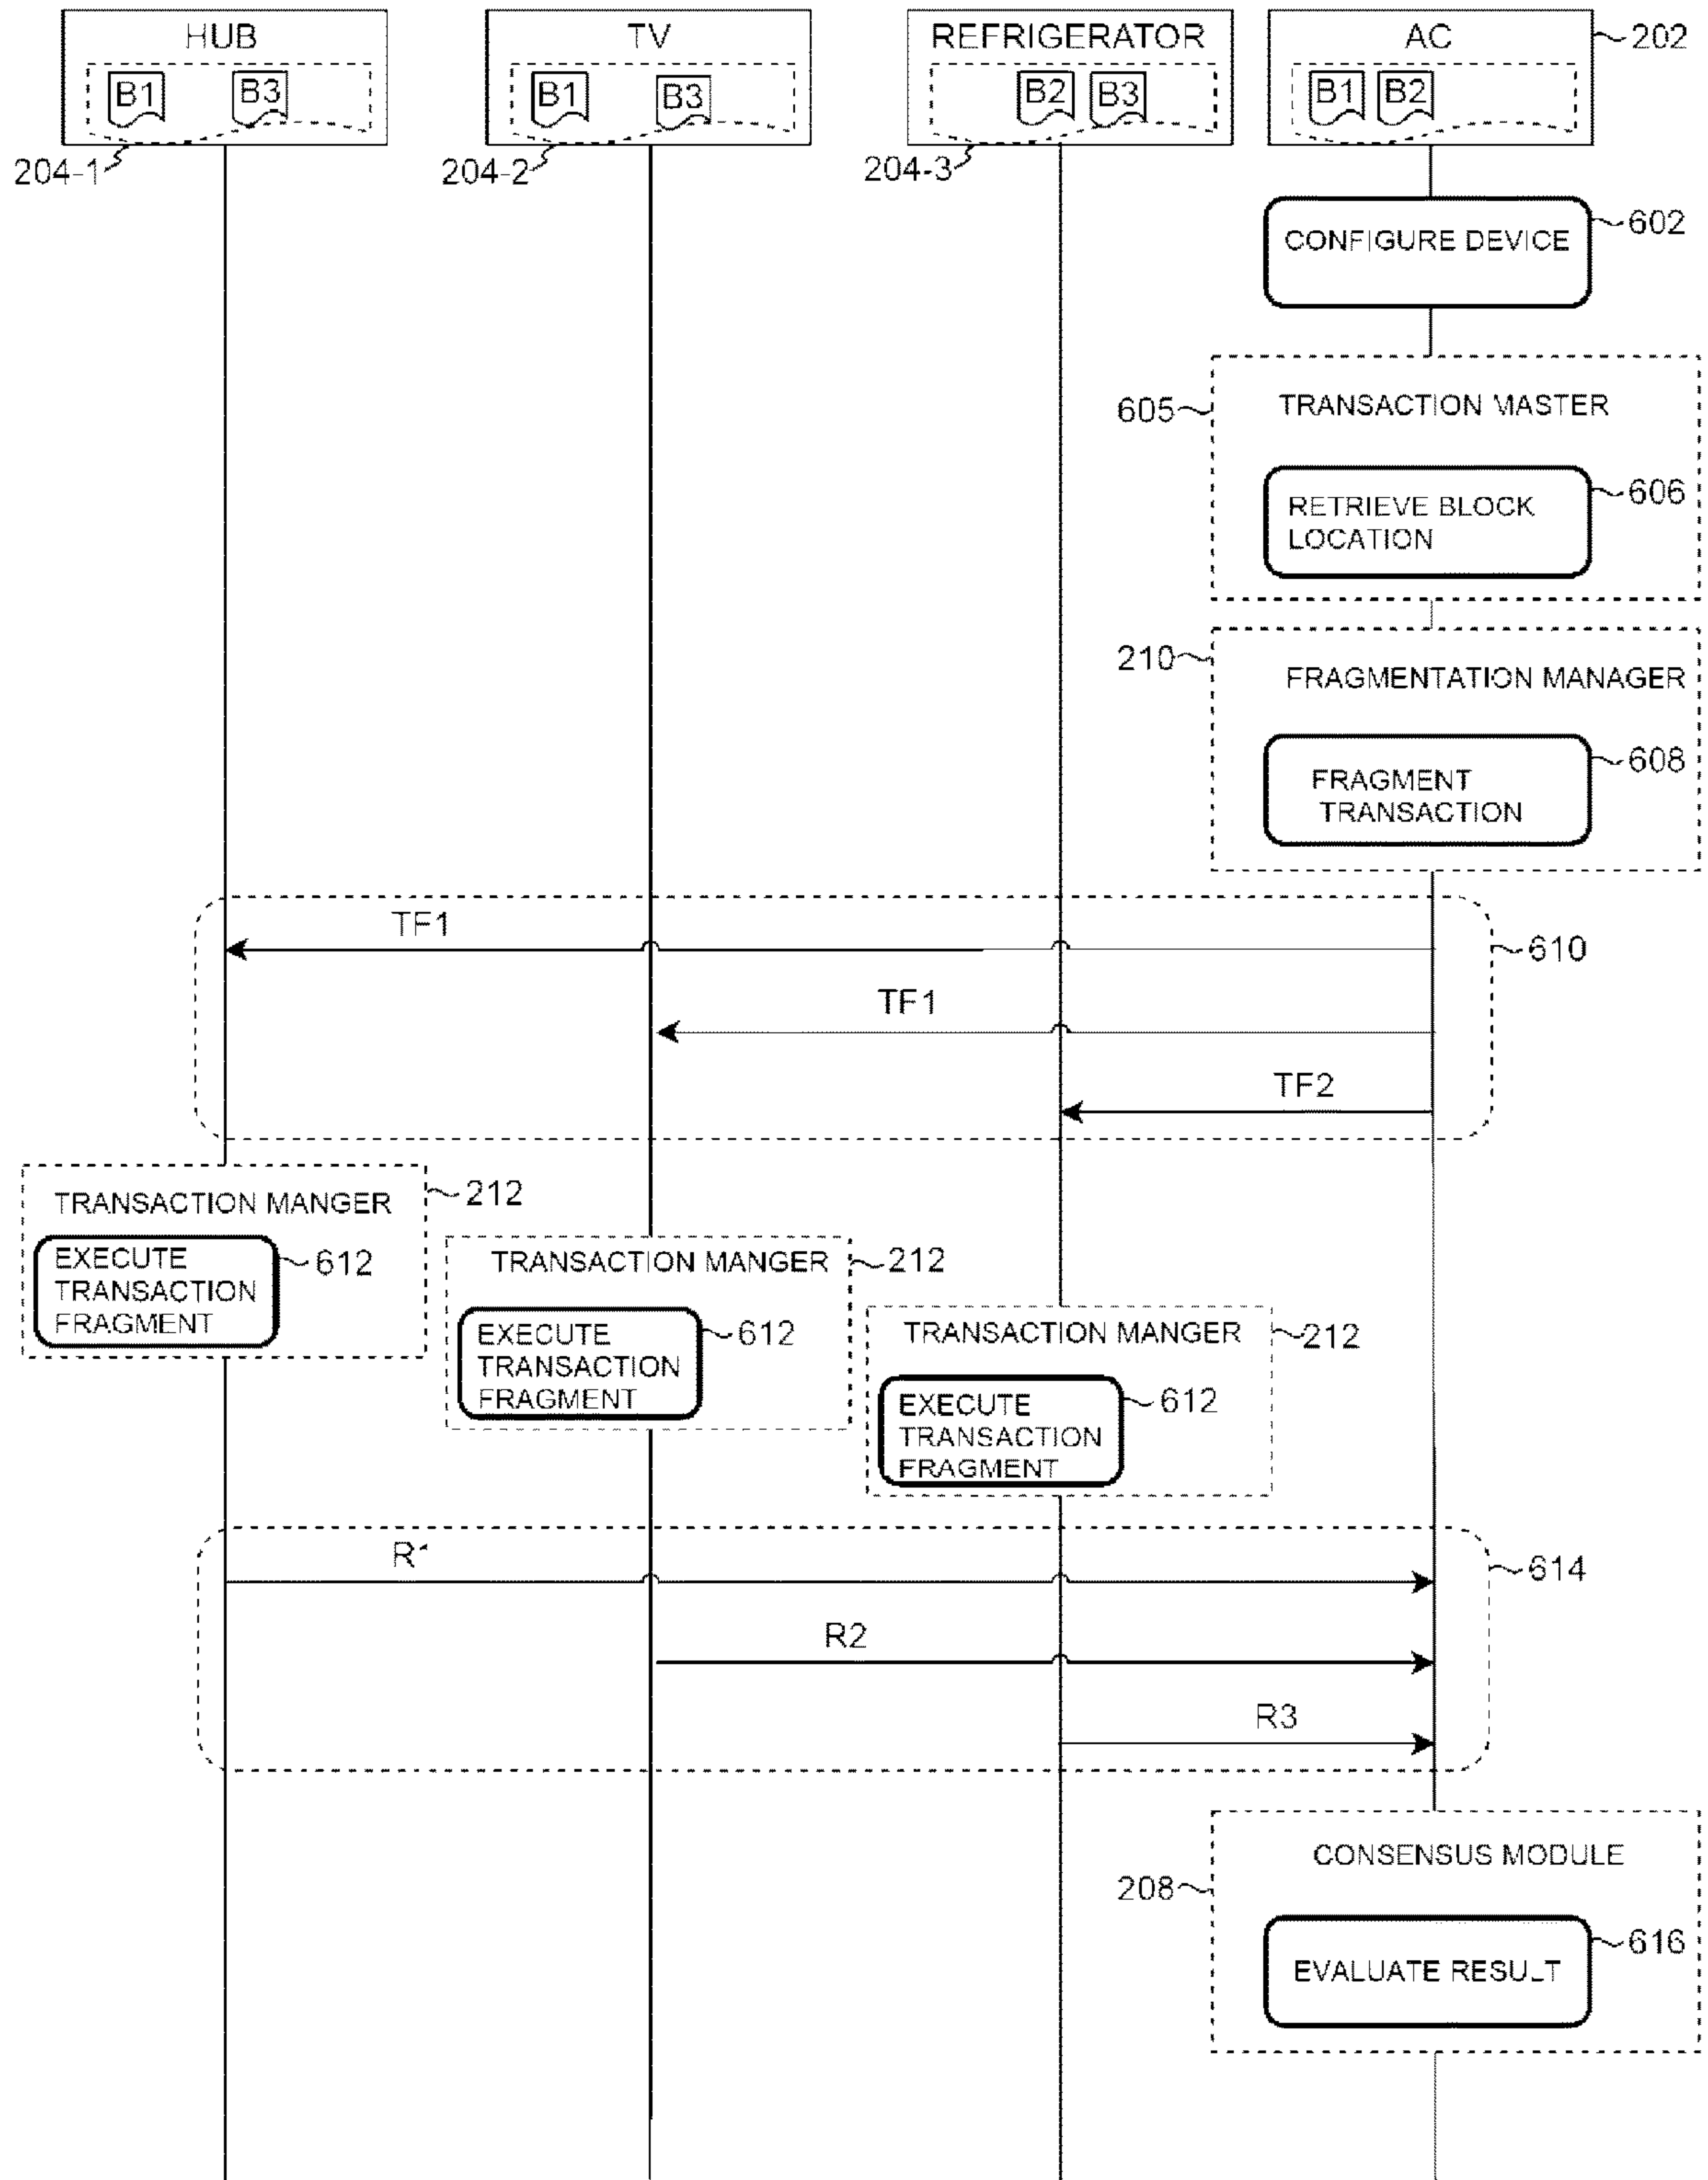 HUB
TV
REFRIGERATOR
AC
202
B1
B3
B1
B3
B2
B3
B1
B2
204-1
204-2
204-3
602
CONFIGURE DEVICE
605
TRANSACTION MASTER
606
RETRIEVE BLOCK
LOCATION
210
FRAGMENTATION MANAGER
608
FRAGMENT
TRANSACTION
TF1
610
TF1
TF2
TRANSACTION MANGER
212
EXECUTE
TRANSACTION
FRAGMENT
612
TRANSACTION MANGER
212
EXECUTE
TRANSACTION
FRAGMENT
612
TRANSACTION MANGER
212
EXECUTE
TRANSACTION
FRAGMENT
612
R1
614
R2
R3
CONSENSUS MODULE
208
616
EVALUATE RESULT